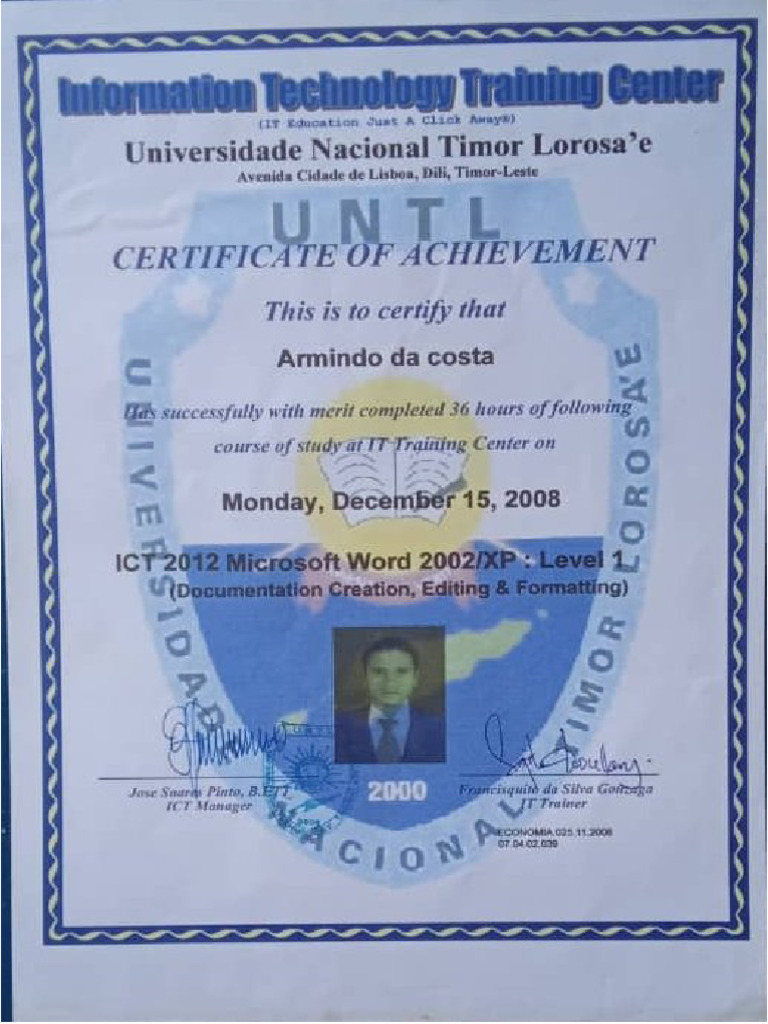 Information Technology Training Center
(IT Education Just A Click Away®)
Universidade Nacional Timor Lorosa'e
Avenida Cidade de Lisboa, Dili, Timor-Leste
UNTL
CERTIFICATE OF ACHIEVEMENT
This is to certify that
Armindo da costa
Has successfully with merit completed 36 hours of following
course of study at IT Training Center on
Monday, December 15, 2008
ICT 2012 Microsoft Word 2002/XP : Level 1
(Documentation Creation, Editing & Formatting)
UNIVERSIDADE
NACIONAL
TIMOR LOROSA'E
2000
Jose Soares Pinto,
ICT Manager
Francisquito da Silva Gonzaga
IT Trainer
ECONOMIA 025.11.2008
07.04.02.039